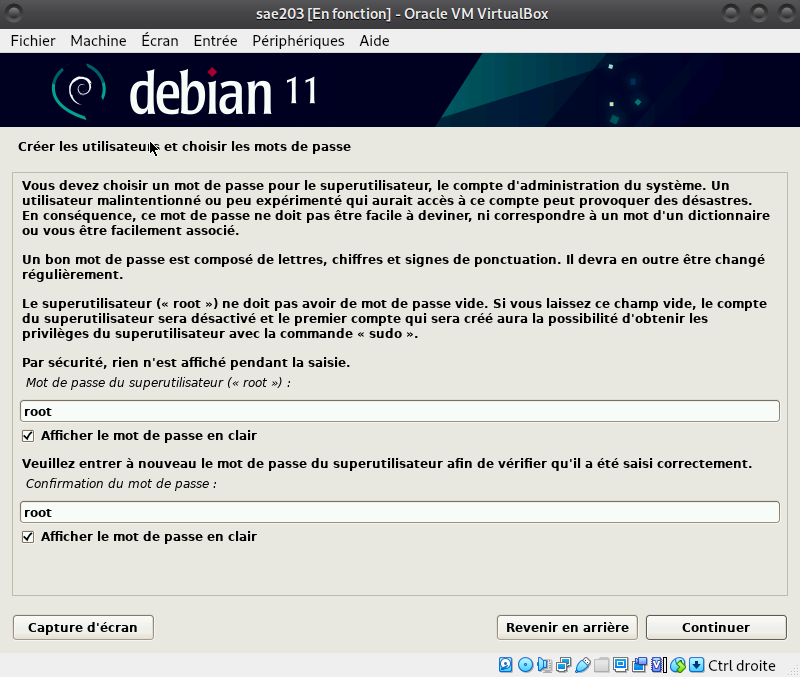 sae203 [En fonction] - Oracle VM VirtualBox
Fichier Machine Écran Entrée Périphériques Aide
debian 11
Créer les utilisateurs et choisir les mots de passe
Vous devez choisir un mot de passe pour le superutilisateur, le compte d'administration du système. Un
utilisateur malintentionné ou peu expérimenté qui aurait accès à ce compte peut provoquer des désastres.
En conséquence, ce mot de passe ne doit pas être facile à deviner, ni correspondre à un mot d'un dictionnaire
ou vous être facilement associé.
Un bon mot de passe est composé de lettres, chiffres et signes de ponctuation. Il devra en outre être changé
régulièrement.
Le superutilisateur (« root ») ne doit pas avoir de mot de passe vide. Si vous laissez ce champ vide, le compte
du superutilisateur sera désactivé et le premier compte qui sera créé aura la possibilité d'obtenir les
privilèges du superutilisateur avec la commande « sudo ».
Par sécurité, rien n'est affiché pendant la saisie.
Mot de passe du superutilisateur (« root ») :
root
Afficher le mot de passe en clair
Veuillez entrer à nouveau le mot de passe du superutilisateur afin de vérifier qu'il a été saisi correctement.
Confirmation du mot de passe :
root
Afficher le mot de passe en clair
Capture d'écran Revenir en arrière Continuer
Ctrl droite